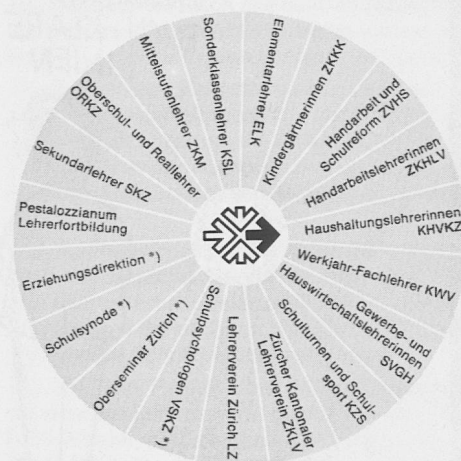 Elementarlehrer ELK
Kindergärtnerinnen ZKKK
Handarbeit und
Schulreform ZVHS
Handarbeitslehrerinnen
ZKHLV
Haushaltungslehrerinnen
KHVKZ
Werkjahr-Fachlehrer KWV
Gewerbe- und
Hauswirtschaftslehrerinnen
SVGH
Schulturnen und Schul-
sport KZS
Zürcher Kantonaler
Lehrerverein ZKLV
Lehrerverein Zürich LZ
Schulpsychologen VSKZ *)
Oberseminar Zürich *)
Schulsynode *)
Erziehungsdirektion *)
Pestalozzianum
Lehrerfortbildung
Sekundarlehrer SKZ
Oberschul- und Reallehrer
ORKZ
Mittelstufenlehrer ZKM
Sonderklassenlehrer KSL